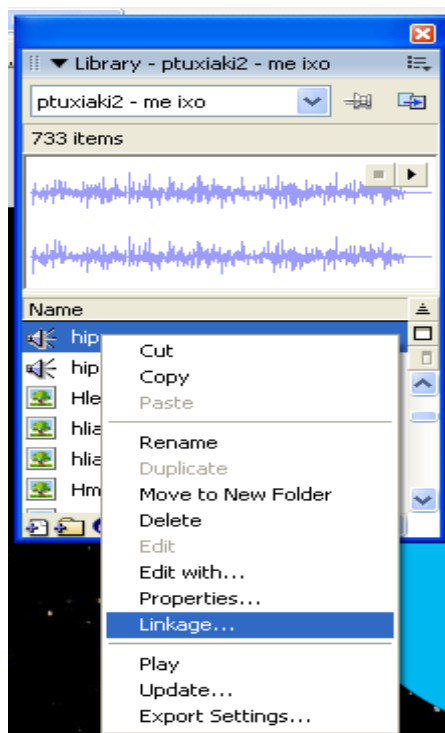 Library - ptuxiaki2 - me ixo
ptuxiaki2 - me ixo
733 items
Name
hip
hip
Hle
hlia
hlia
Hm
Cut
Copy
Paste
Rename
Duplicate
Move to New Folder
Delete
Edit
Edit with...
Properties...
Linkage...
Play
Update...
Export Settings...